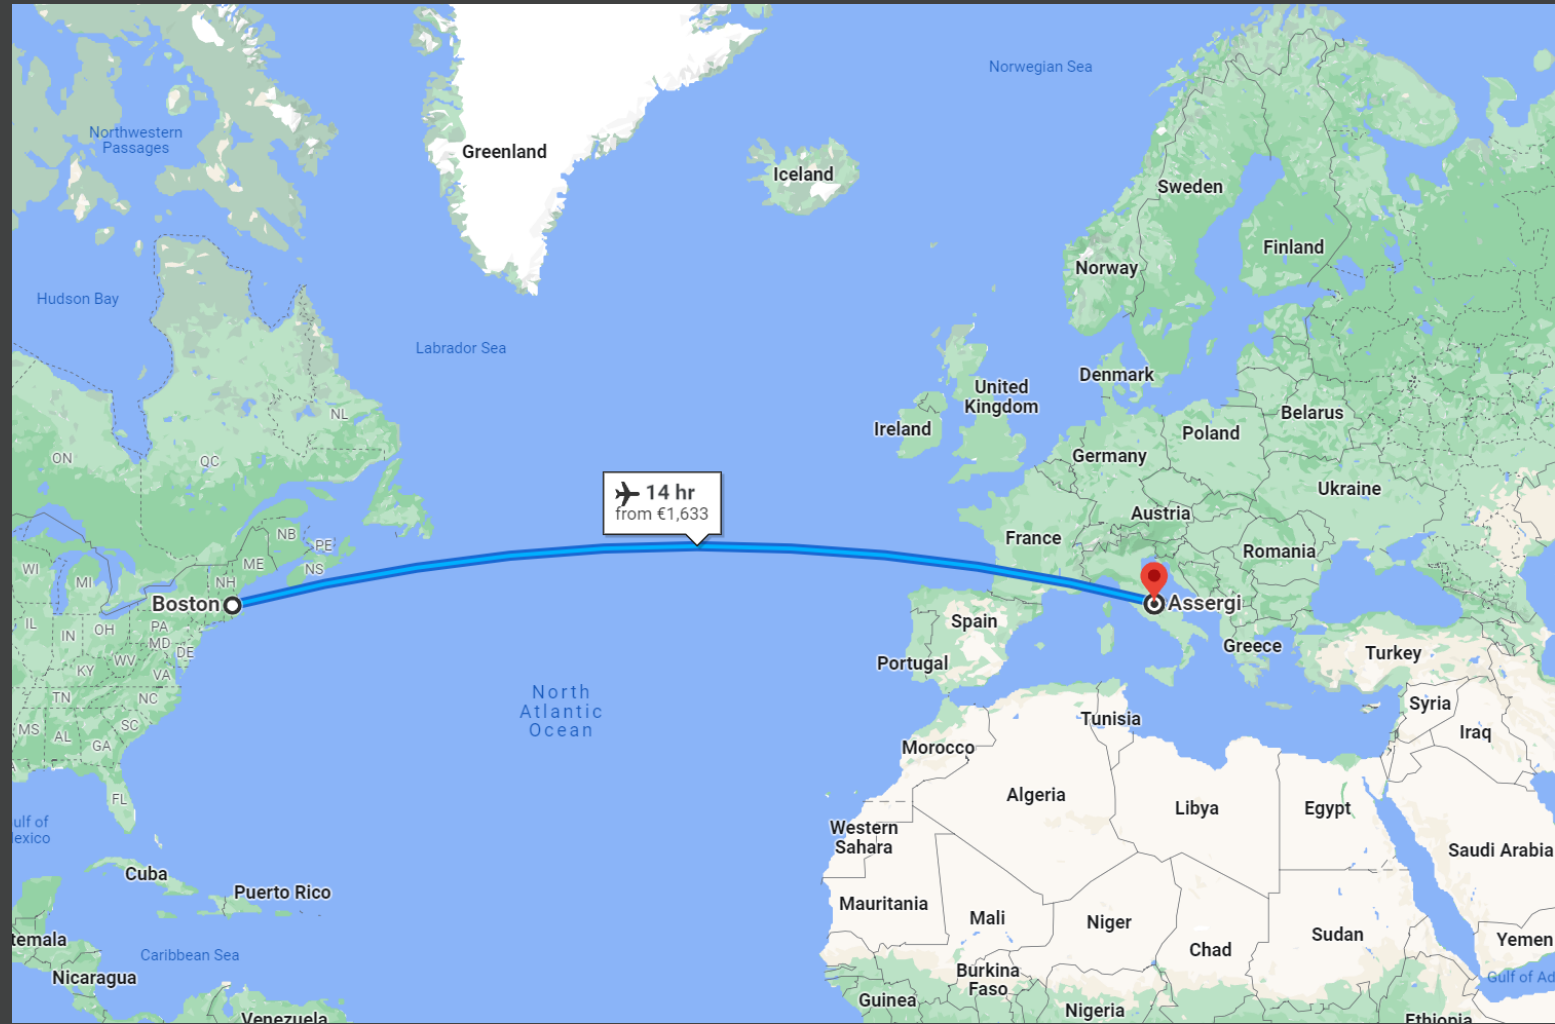 Norwegian Sea
Northwestern
Passages
Greenland
Iceland
Sweden
Finland
Norway
Hudson Bay
Labrador Sea
Denmark
United
Kingdom
Ireland
NL
Belarus
Poland
Germany
ON
QC
Ukraine
14 hr
from €1,633
Austria
France
Romania
NB
PE
ME
NS
WI
MI
NH
Boston
Assergi
IL
IN
OH
PA
MD
DE
Spain
Greece
Turkey
Portugal
KY
WV
VA
TN
NC
North
Atlantic
Ocean
Syria
Iraq
Tunisia
MS
AL
GA
SC
Morocco
FL
Algeria
Libya
Egypt
ulf of
exico
Western
Sahara
Saudi Arabia
Cuba
Puerto Rico
Mauritania
Mali
Niger
Chad
Sudan
Yemen
temala
Caribbean Sea
Nicaragua
Burkina
Faso
Gulf of Ad
Guinea
Nigeria
Venezuela
Ethiopia